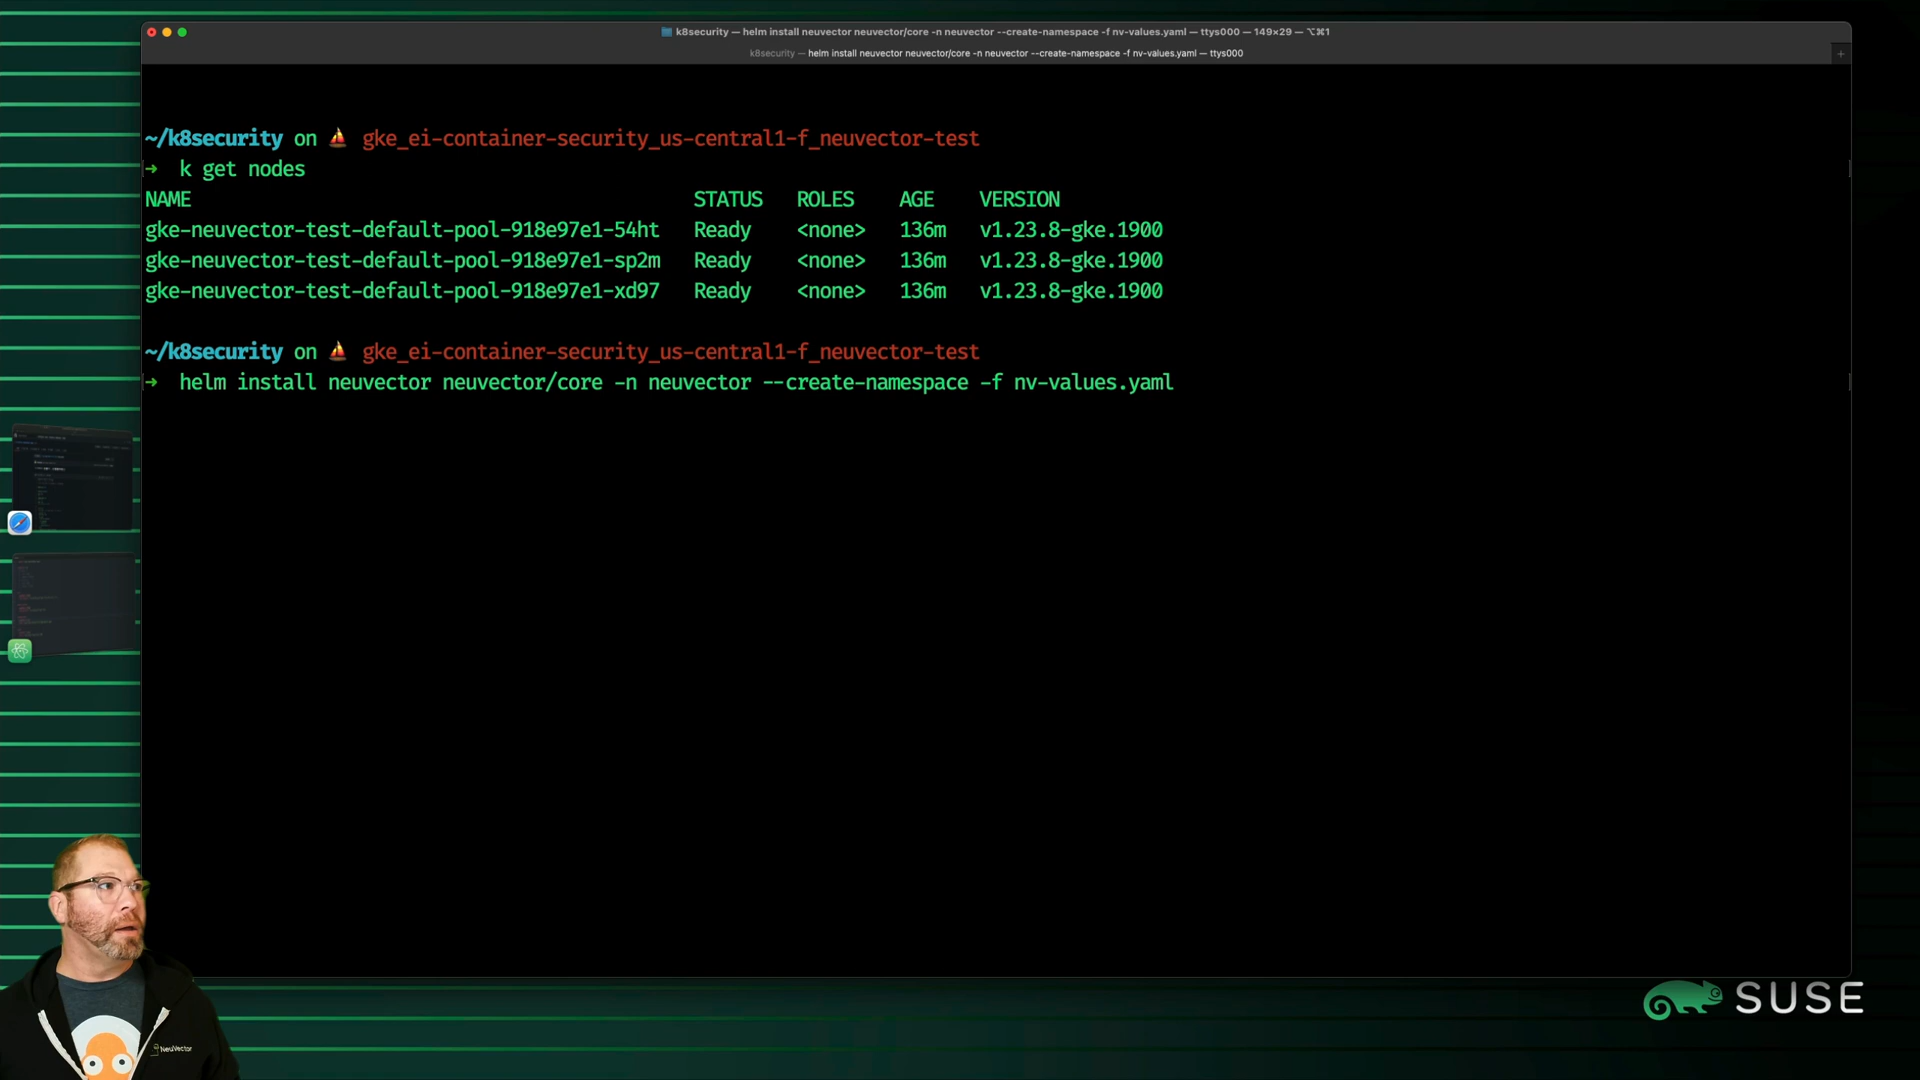 k8security — helm install neuvector neuvector/core -n neuvector --create-namespace -f nv-values.yaml — ttys000 — 149×29 — ⌥⌘1
k8security — helm install neuvector neuvector/core -n neuvector --create-namespace -f nv-values.yaml — ttys000
~/k8security on ⛵ gke_ei-container-security_us-central1-f_neuvector-test
→ k get nodes
NAME STATUS ROLES AGE VERSION
gke-neuvector-test-default-pool-918e97e1-54ht Ready <none> 136m v1.23.8-gke.1900
gke-neuvector-test-default-pool-918e97e1-sp2m Ready <none> 136m v1.23.8-gke.1900
gke-neuvector-test-default-pool-918e97e1-xd97 Ready <none> 136m v1.23.8-gke.1900
~/k8security on ⛵ gke_ei-container-security_us-central1-f_neuvector-test
→ helm install neuvector neuvector/core -n neuvector --create-namespace -f nv-values.yaml
SUSE
NeuVector